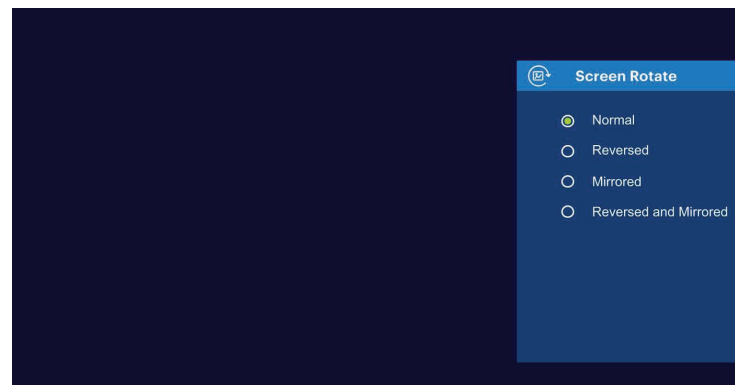 Screen Rotate
Normal
Reversed
Mirrored
Reversed and Mirrored